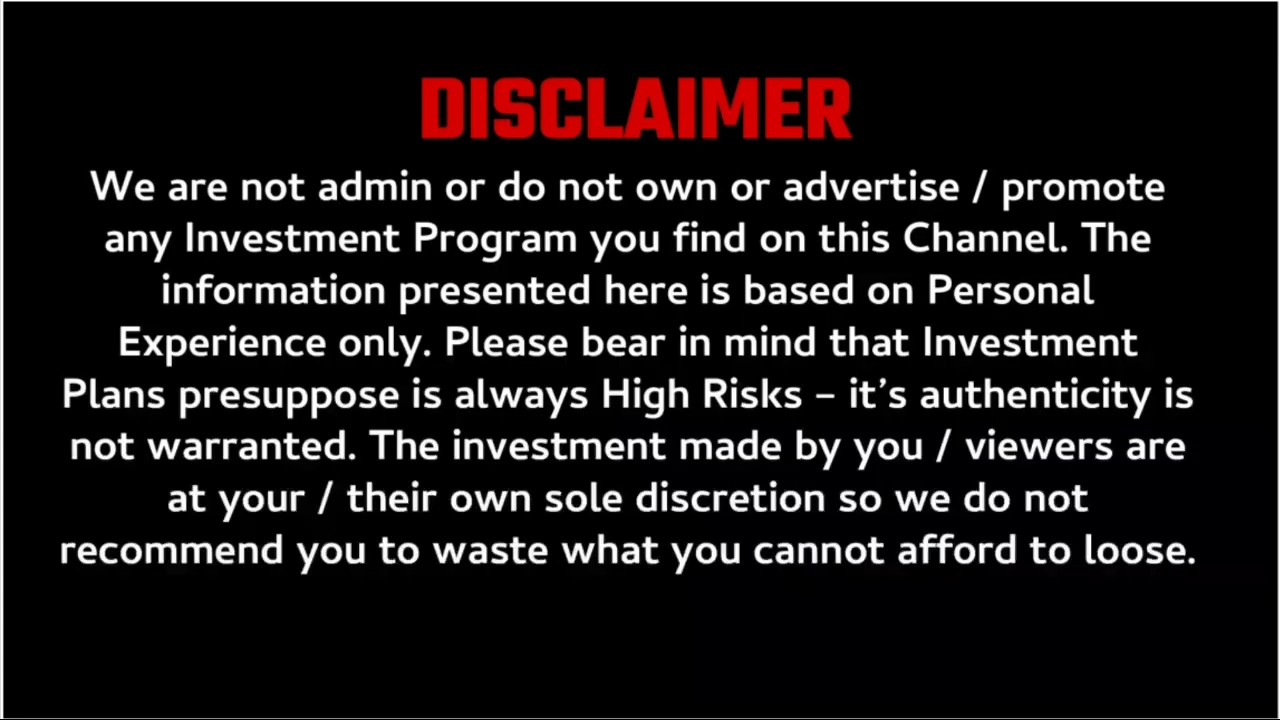 DISCLAIMER
We are not admin or do not own or advertise / promote
any Investment Program you find on this Channel. The
information presented here is based on Personal
Experience only. Please bear in mind that Investment
Plans presuppose is always High Risks – it’s authenticity is
not warranted. The investment made by you / viewers are
at your / their own sole discretion so we do not
recommend you to waste what you cannot afford to loose.